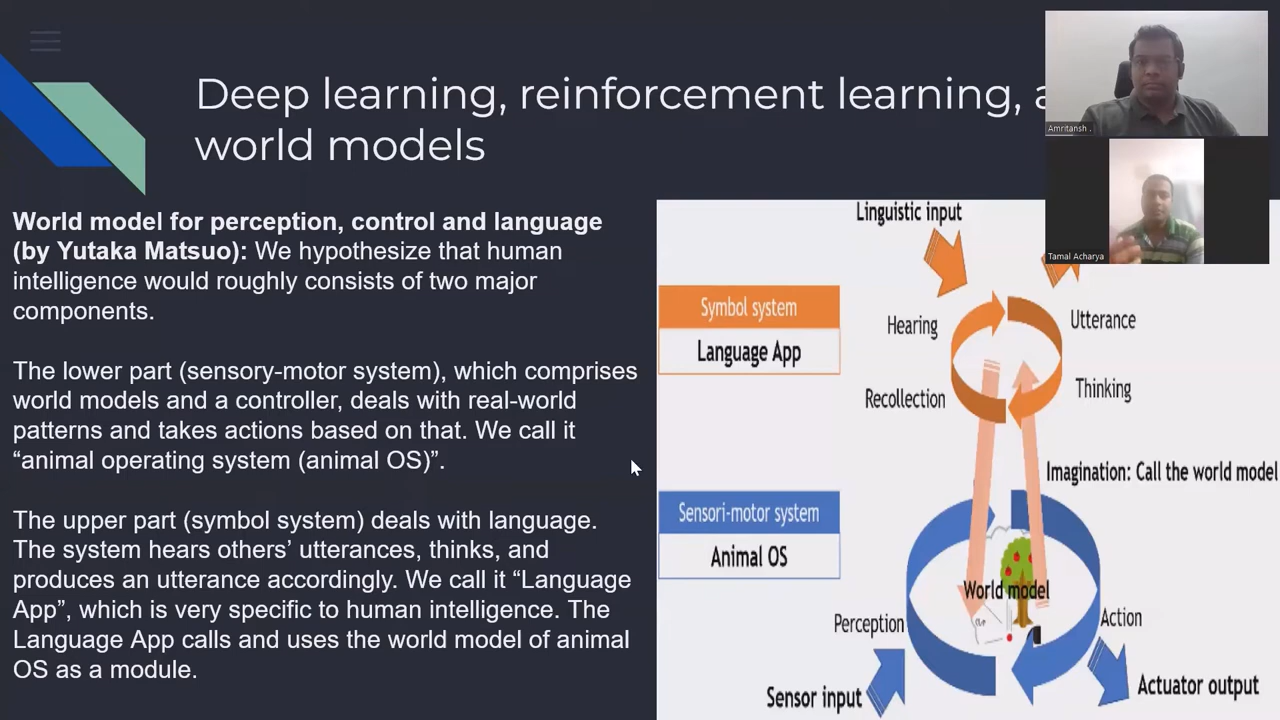 Deep learning, reinforcement learning, a
world models
World model for perception, control and language
(by Yutaka Matsuo): We hypothesize that human
intelligence would roughly consists of two major
components.
The lower part (sensory-motor system), which comprises
world models and a controller, deals with real-world
patterns and takes actions based on that. We call it
“animal operating system (animal OS)”.
The upper part (symbol system) deals with language.
The system hears others’ utterances, thinks, and
produces an utterance accordingly. We call it “Language
App”, which is very specific to human intelligence. The
Language App calls and uses the world model of animal
OS as a module.
Linguistic input
Symbol system
Language App
Hearing
Utterance
Recollection
Thinking
Imagination: Call the world model
Sensori-motor system
Animal OS
World model
Perception
Action
Sensor input
Actuator output
Amritansh .
Tamal Acharya